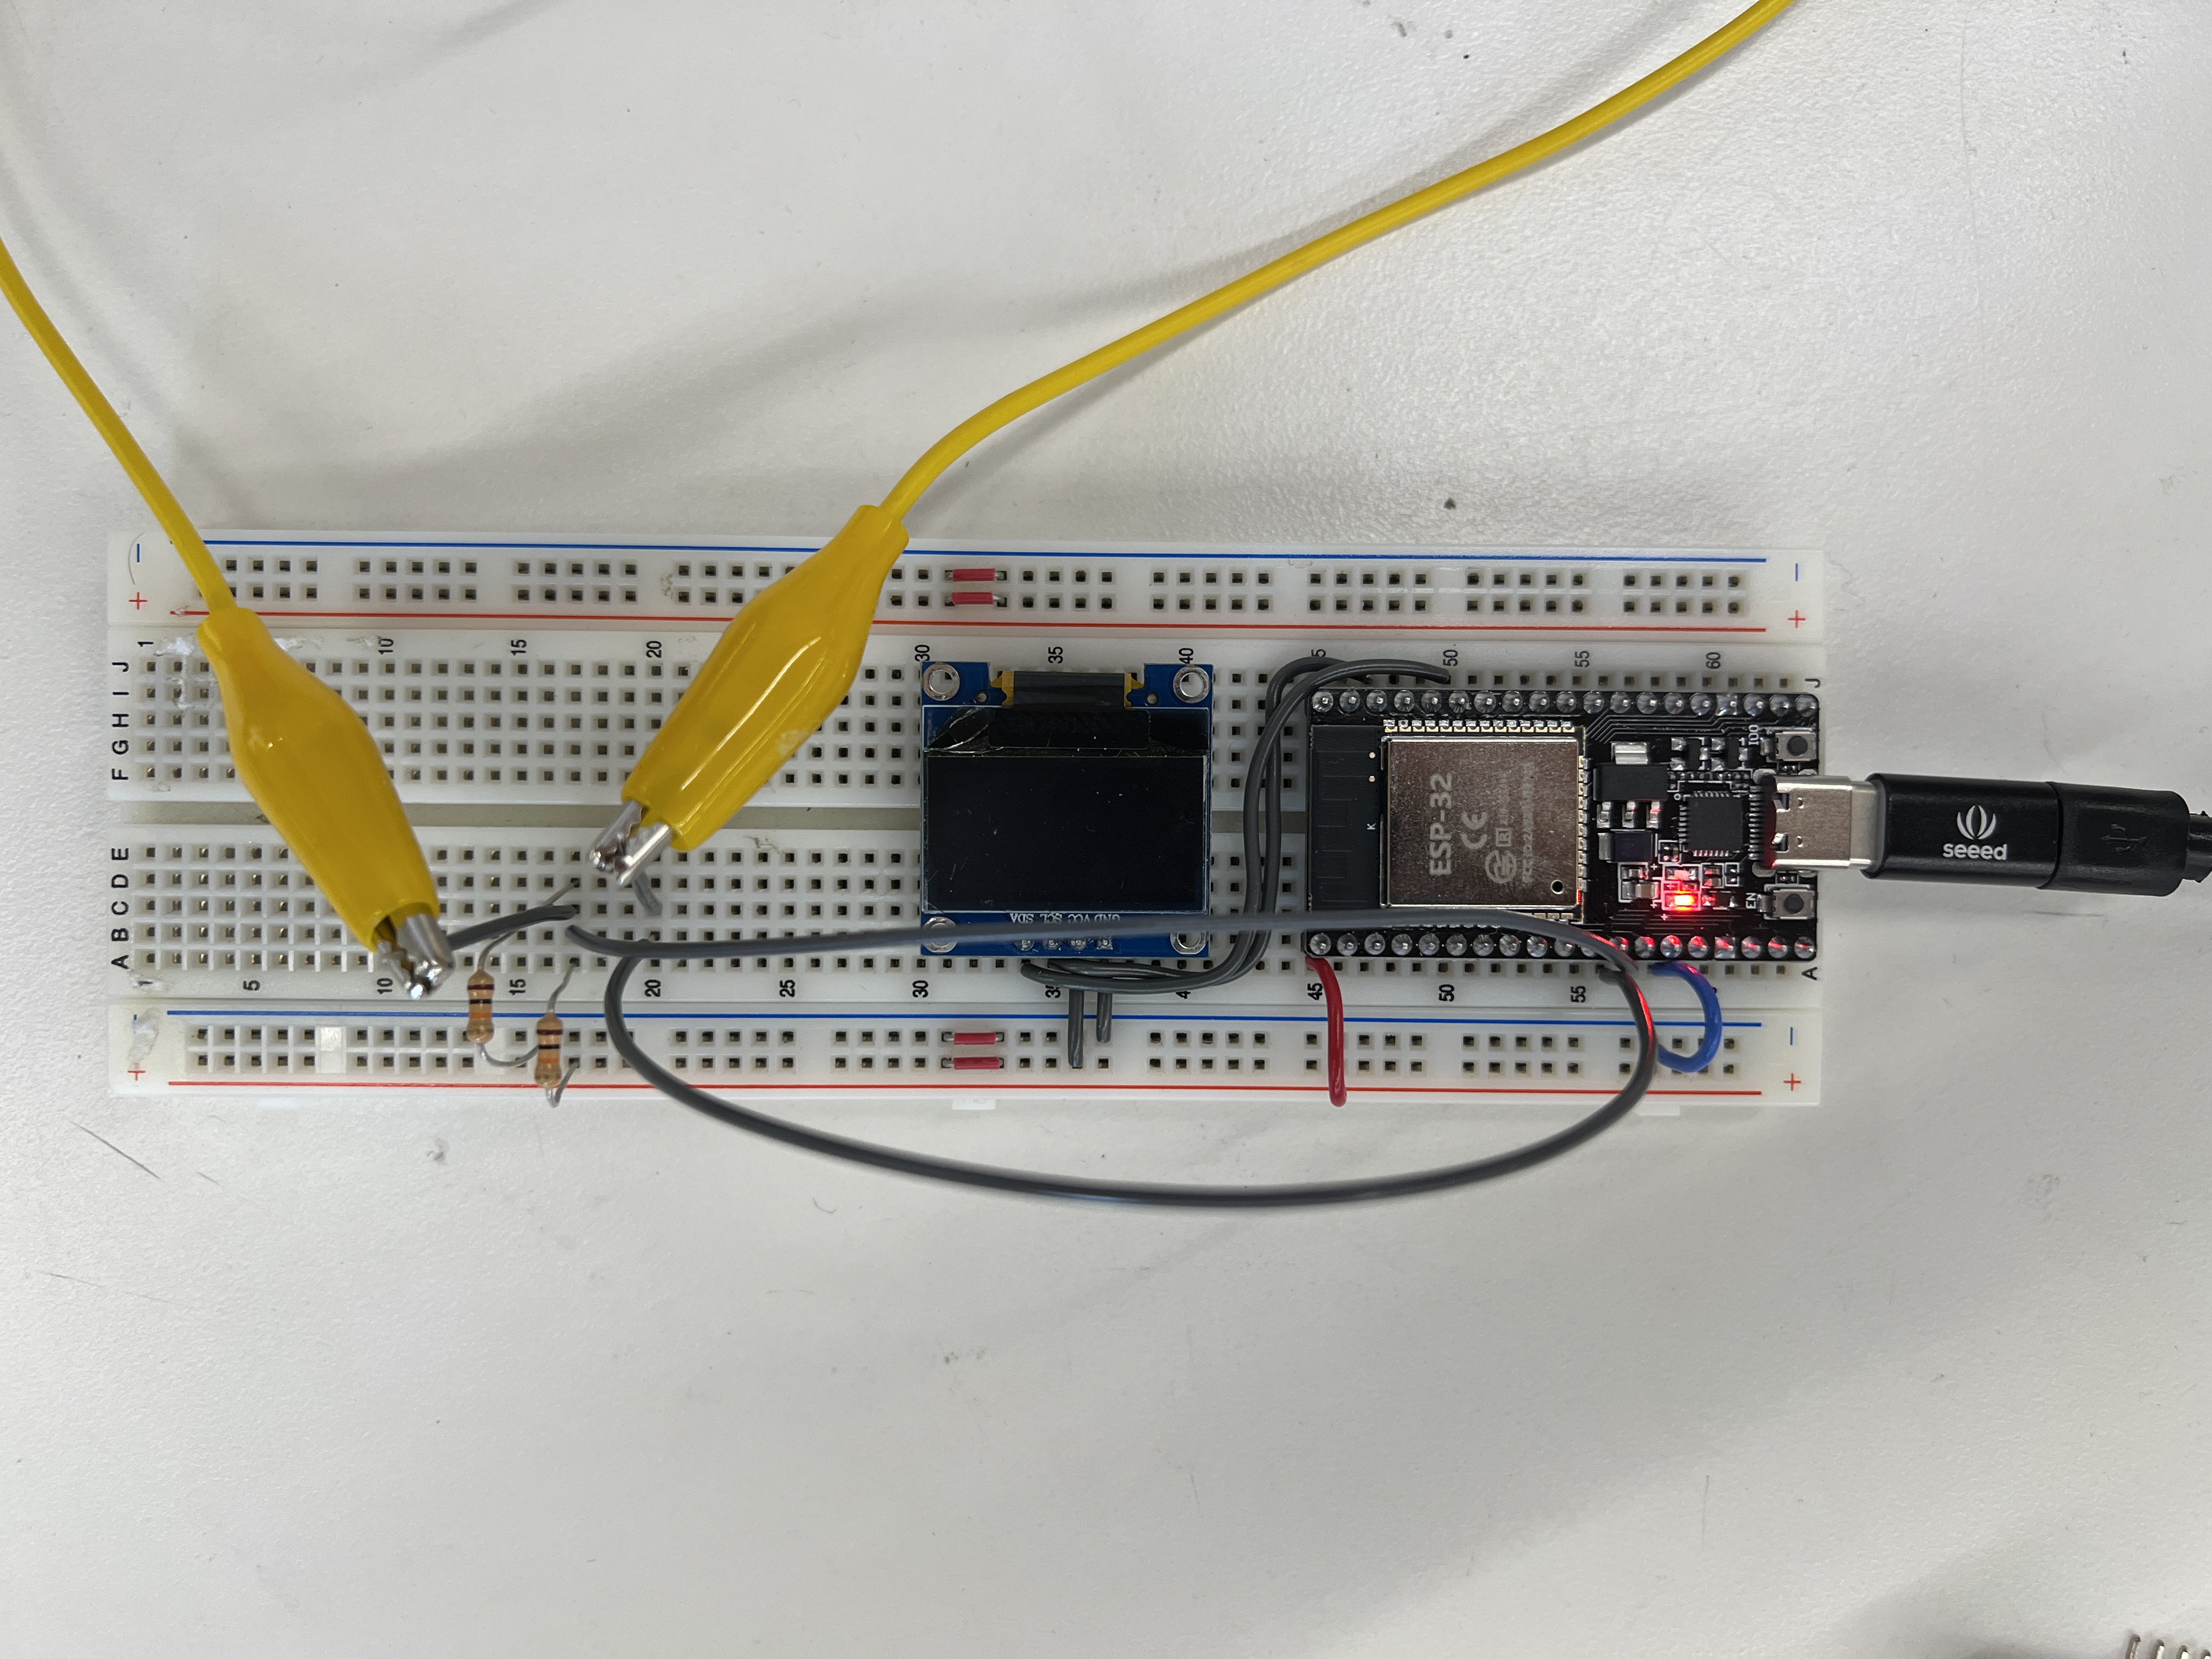 + −
A B C D E
F G H I J
+ −
1
1
5
10
10
15
15
20
20
25
30
30
35
35
40
GND VCC SCL SDA
45
K
ESP-32
CE
50
50
R
55
55
60
EN
IOO
+ −
A
J
+ −
seeed